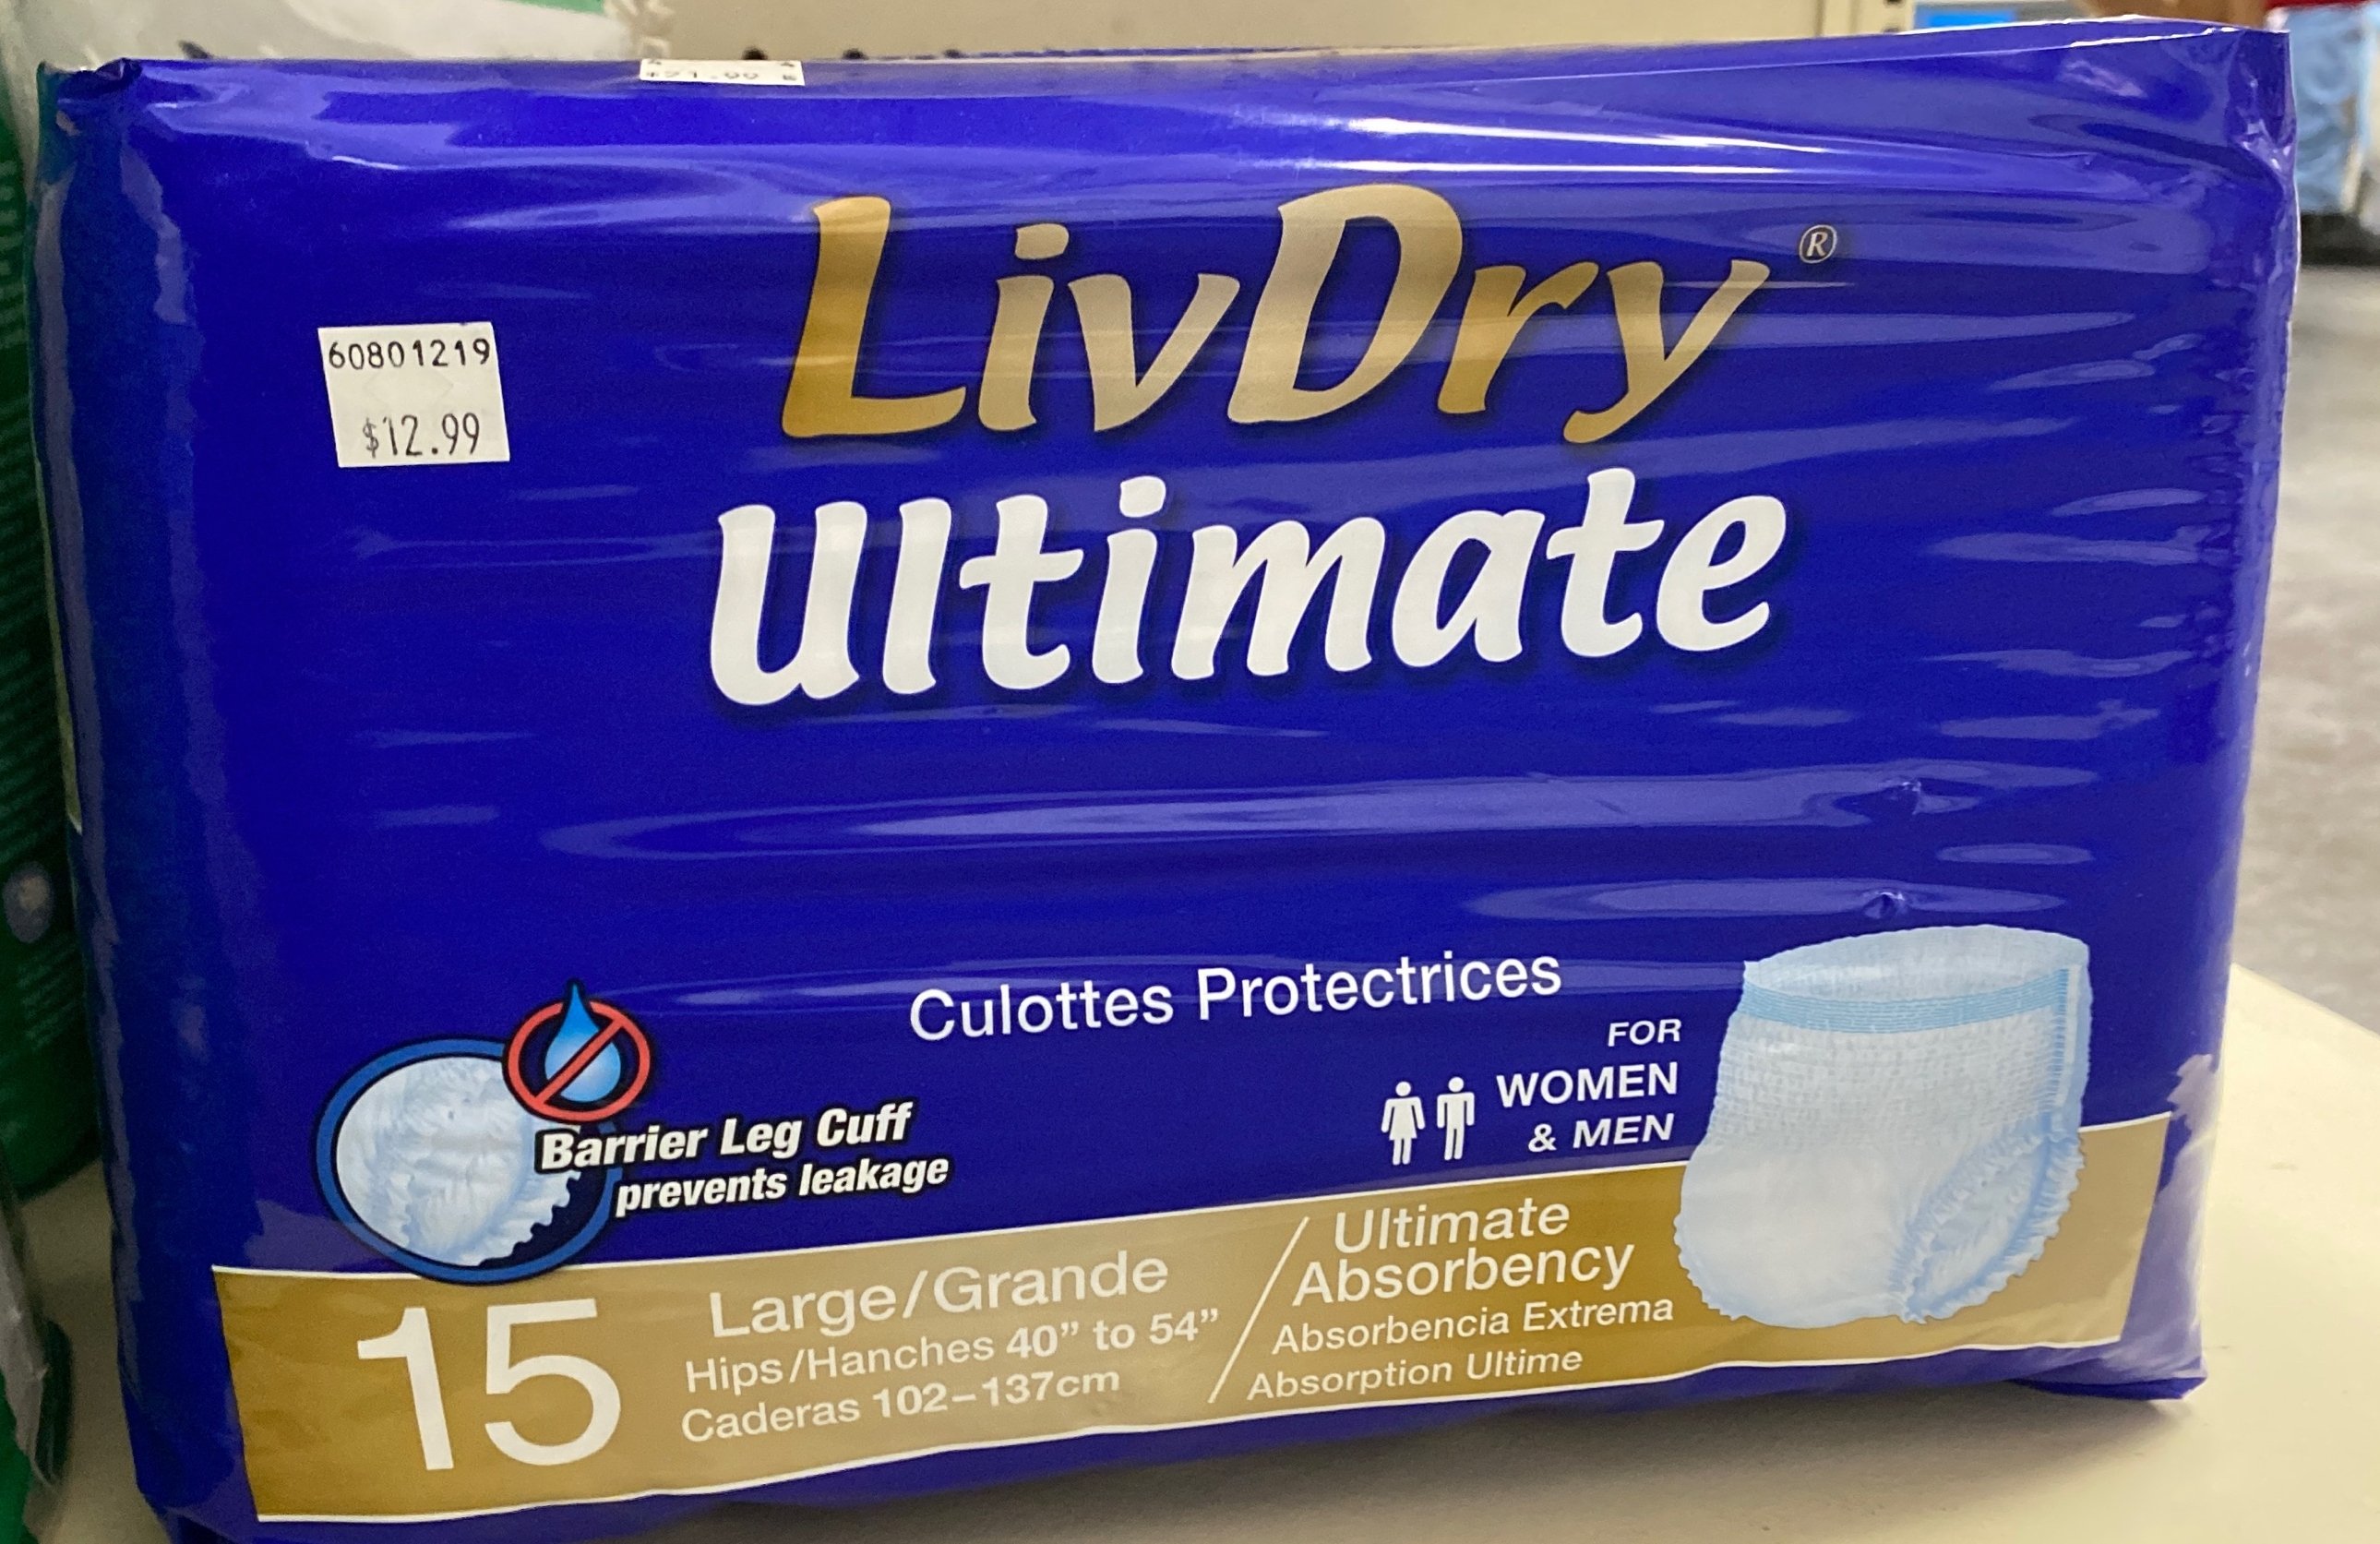 60801219
$12.99
LivDry®
ultimate
Culottes Protectrices
FOR
WOMEN
& MEN
Barrier Leg Cuff
prevents leakage
15
Large/Grande
Hips/Hanches 40" to 54"
Caderas 102-137cm
Ultimate
Absorbency
Absorbencia Extrema
Absorption Ultime